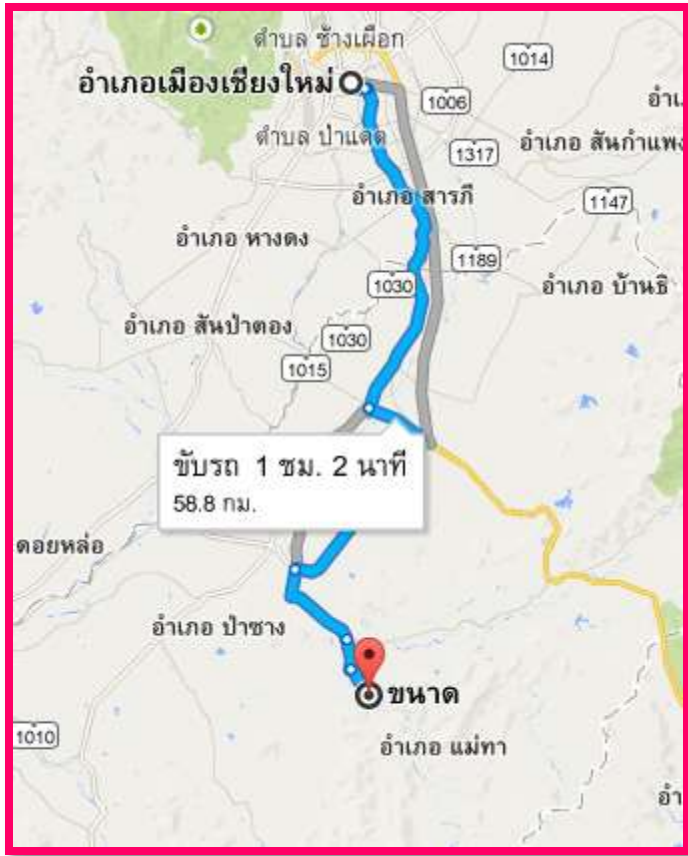 ตำบล ช้างเผือก
1014
อำเภอเมืองเชียงใหม่
1006
อำเ
ตำบล ป่าแดด
1317
อำเภอ สันกำแพง
อำเภอ สารภี
1147
อำเภอ หางดง
1189
1030
อำเภอ บ้านธิ
อำเภอ สันป่าตอง
1030
1015
ขับรถ 1 ชม. 2 นาที
58.8 กม.
ดอยหล่อ
อำเภอ ป่าซาง
ขนาด
1010
อำเภอ แม่ทา
อำ